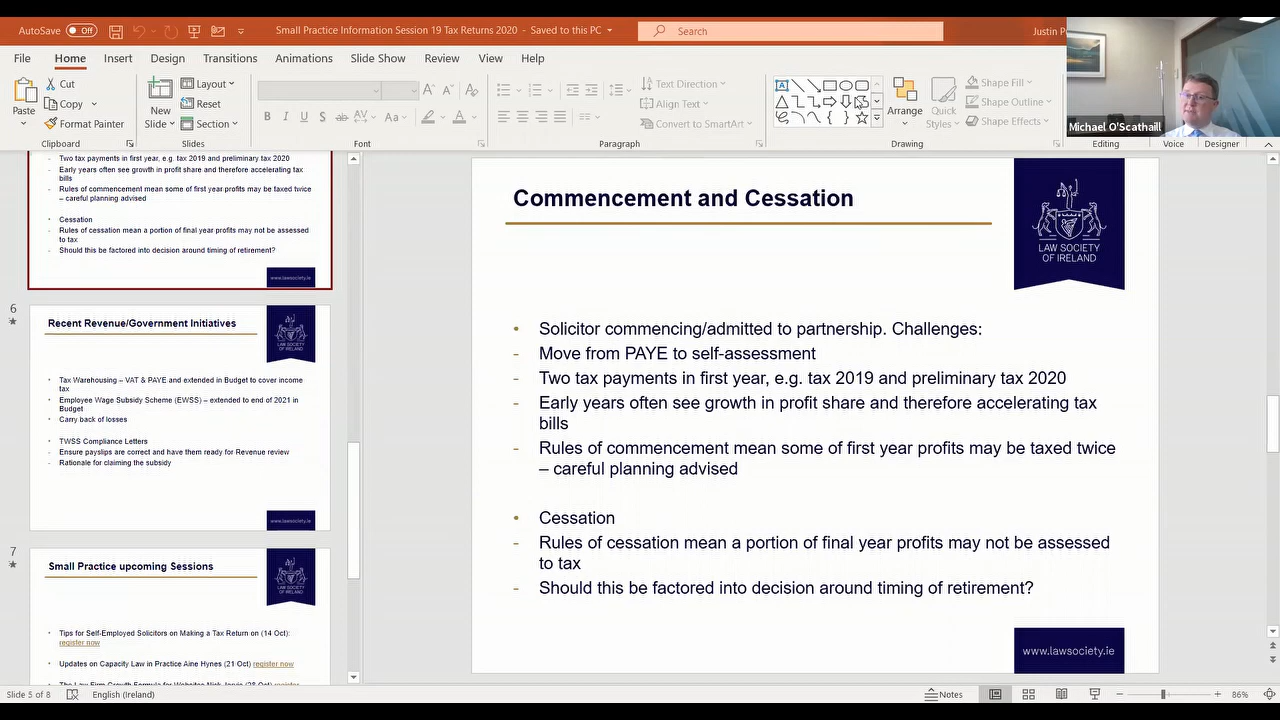 AutoSave Off
Small Practice Information Session 19 Tax Returns 2020 - Saved to this PC
Search
File Home Insert Design Transitions Animations Slide Show Review View Help
Paste
Cut
Copy
Format Painter
Clipboard
New
Slide
Layout
Reset
Section
Slides
Font
Text Direction
Align Text
Convert to SmartArt
Paragraph
Arrange
Quick
Styles
Shape Fill
Shape Outline
Shape Effects
Drawing
Editing
Voice
Designer
Michael O'Scathaill
Two tax payments in first year. e.g. tax 2019 and preliminary tax 2020
Early years often see growth in profit share and therefore accelerating tax
bills
Rules of commencement mean some of first year profits may be taxed twice
– careful planning advised
Cessation
Rules of cessation mean a portion of final year profits may not be assessed
to tax
Should this be factored into decision around timing of retirement?
www.lawsociety.ie
6
Recent Revenue/Government Initiatives
LAW SOCIETY
OF IRELAND
Tax Warehousing – VAT & PAYE and extended in Budget to cover income
tax
Employee Wage Subsidy Scheme (EWSS) – extended to end of 2021 in
Budget
Carry back of losses
TWSS Compliance Letters
Ensure payslips are correct and have them ready for Revenue review
Rationale for claiming the subsidy
www.lawsociety.ie
7
Small Practice upcoming Sessions
LAW SOCIETY
OF IRELAND
Tips for Self-Employed Solicitors on Making a Tax Return on (14 Oct):
register now
Updates on Capacity Law in Practice Aine Hynes (21 Oct) register now
Commencement and Cessation
LAW SOCIETY
OF IRELAND
• Solicitor commencing/admitted to partnership. Challenges:
- Move from PAYE to self-assessment
- Two tax payments in first year, e.g. tax 2019 and preliminary tax 2020
- Early years often see growth in profit share and therefore accelerating tax
bills
- Rules of commencement mean some of first year profits may be taxed twice
– careful planning advised
• Cessation
- Rules of cessation mean a portion of final year profits may not be assessed
to tax
- Should this be factored into decision around timing of retirement?
www.lawsociety.ie
Slide 5 of 8
English (Ireland)
Notes
86%